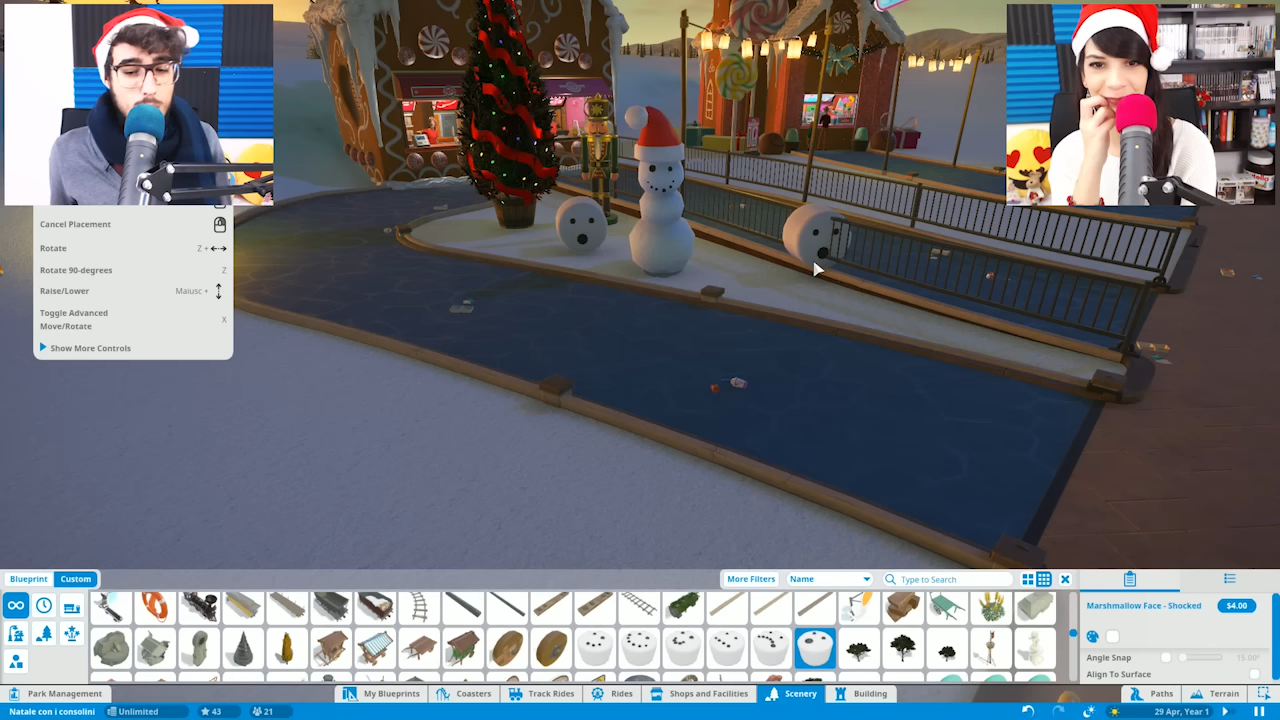 Cancel Placement
Rotate Z +
Rotate 90-degrees Z
Raise/Lower Maiusc +
Toggle Advanced
Move/Rotate X
Show More Controls
Blueprint Custom More Filters Name Type to Search
Marshmallow Face - Shocked $4.00
Angle Snap 15.00°
Align To Surface
Park Management My Blueprints Coasters Track Rides Rides Shops and Facilities Scenery Building Paths Terrain
Natale con i consolini Unlimited 43 21 29 Apr, Year 1